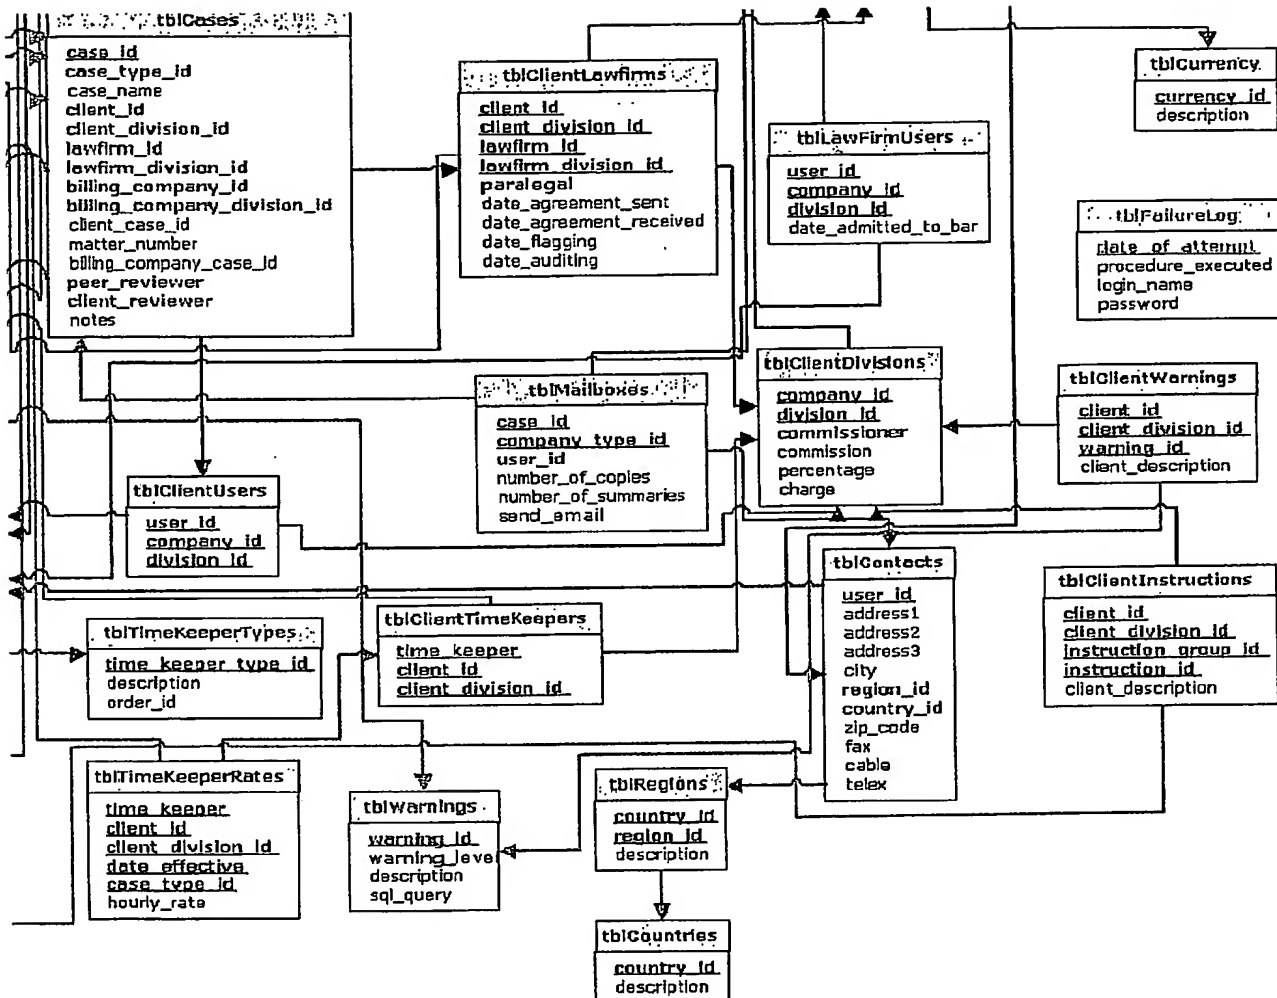 tblCases
case_id
case_type_id
case_name
client_id
client_division_id
lawfirm_id
lawfirm_division_id
billing_company_id
billing_company_division_id
client_case_id
matter_number
billing_company_case_id
peer_reviewer
client_reviewer
notes
tblClientLawfirms
client_id
client_division_id
lawfirm_id
lawfirm_division_id
paralegal
date_agreement_sent
date_agreement_received
date_flagging
date_auditing
tblLawFirmUsers
user_id
company_id
division_id
date_admitted_to_bar
tblCurrency
currency_id
description
tblFailureLog
date_of_attempt
procedure_executed
login_name
password
tblMailboxes
case_id
company_type_id
user_id
number_of_copies
number_of_summaries
send_email
tblClientDivisions
company_id
division_id
commissioner
commission
percentage
charge
tblClientWarnings
client_id
client_division_id
warning_id
client_description
tblClientUsers
user_id
company_id
division_id
tblContacts
user_id
address1
address2
address3
city
region_id
country_id
zip_code
fax
cable
telex
tblClientInstructions
client_id
client_division_id
instruction_group_id
instruction_id
client_description
tblTimeKeeperTypes
time_keeper_type_id
description
order_id
tblClientTimeKeepers
time_keeper
client_id
client_division_id
tblTimeKeeperRates
time_keeper
client_id
client_division_id
date_effective
case_type_id
hourly_rate
tblWarnings
warning_id
warning_level
description
sql_query
tblRegions
country_id
region_id
description
tblCountries
country_id
description